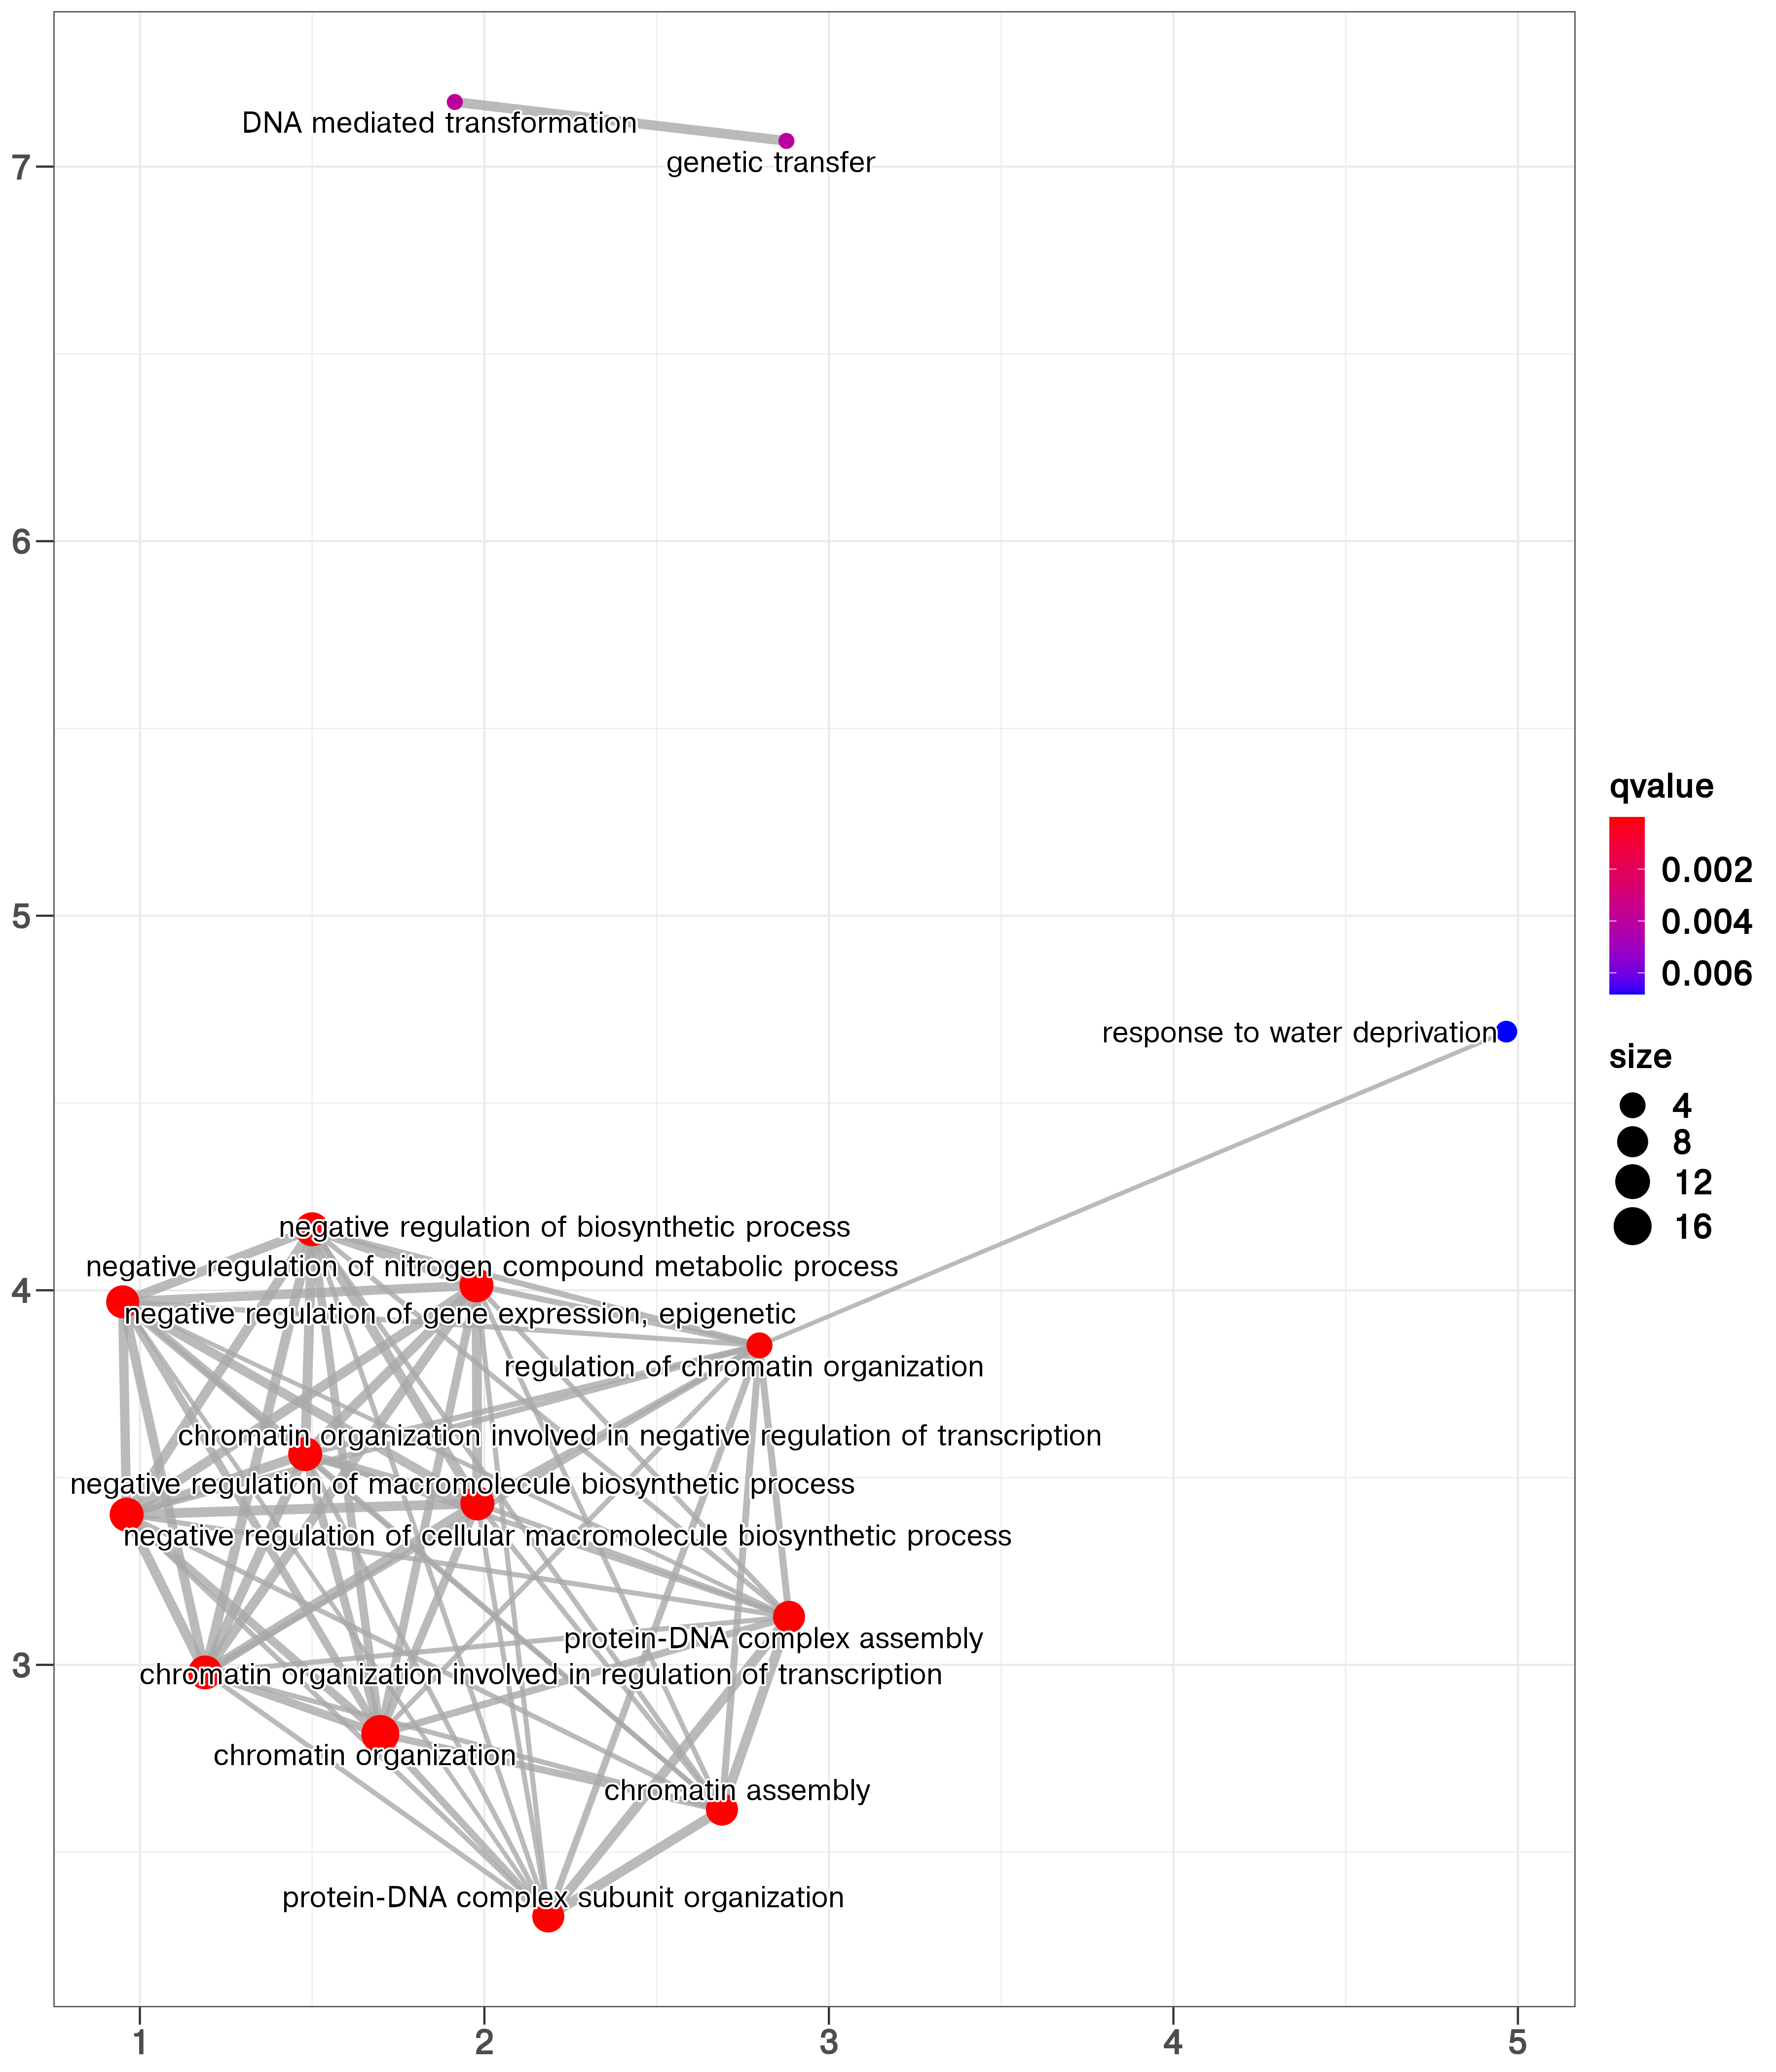 DNA mediated transformation
genetic transfer
7
6
5
4
3
response to water deprivation
negative regulation of biosynthetic process
negative regulation of nitrogen compound metabolic process
negative regulation of gene expression, epigenetic
regulation of chromatin organization
chromatin organization involved in negative regulation of transcription
negative regulation of macromolecule biosynthetic process
negative regulation of cellular macromolecule biosynthetic process
protein-DNA complex assembly
chromatin organization involved in regulation of transcription
chromatin organization
chromatin assembly
protein-DNA complex subunit organization
1 2 3 4 5
qvalue
0.002
0.004
0.006
size
4
8
12
16